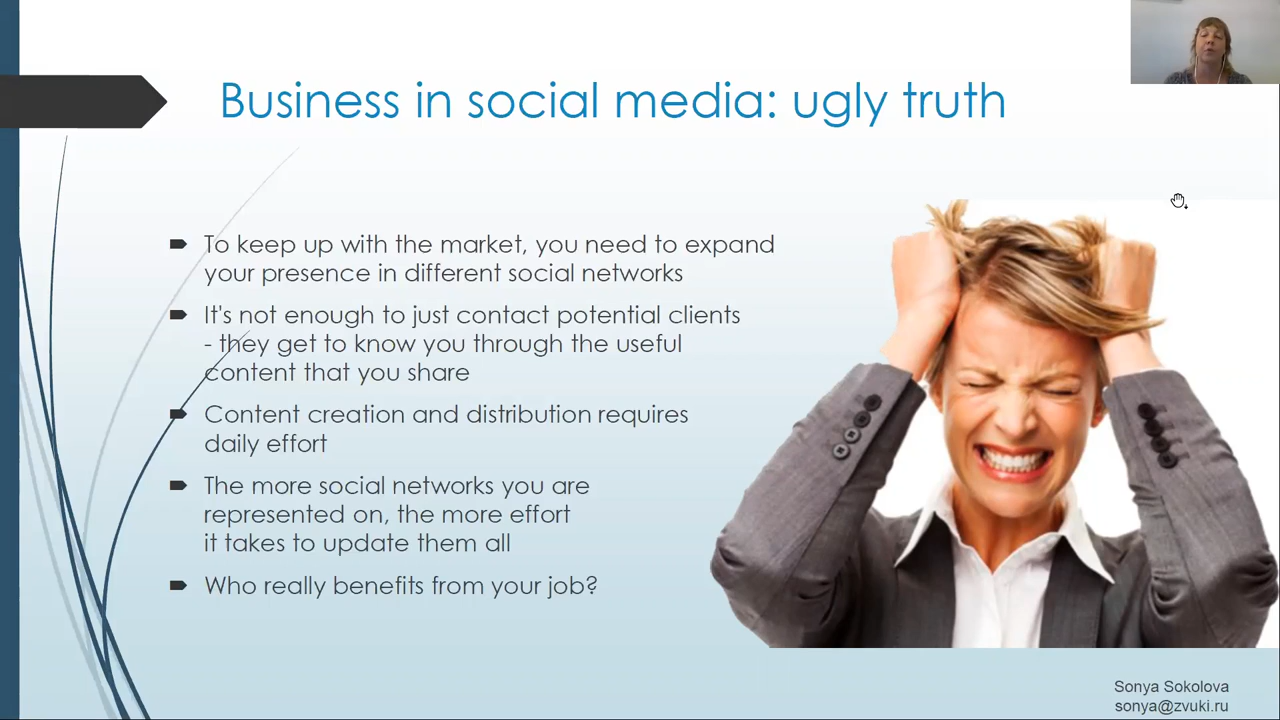 Business in social media: ugly truth
To keep up with the market, you need to expand
your presence in different social networks
It's not enough to just contact potential clients
- they get to know you through the useful
content that you share
Content creation and distribution requires
daily effort
The more social networks you are
represented on, the more effort
it takes to update them all
Who really benefits from your job?
Sonya Sokolova
sonya@zvuki.ru